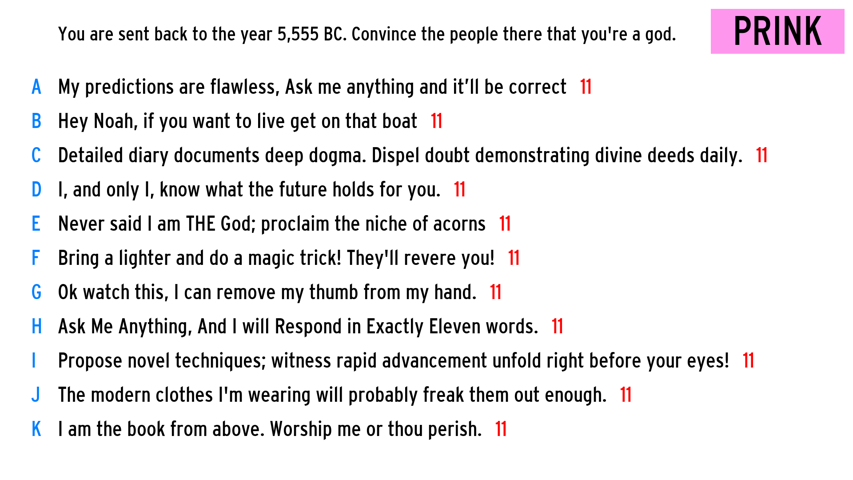 You are sent back to the year 5,555 BC. Convince the people there that you're a god.
PRINK
A My predictions are flawless, Ask me anything and it’ll be correct 11
B Hey Noah, if you want to live get on that boat 11
C Detailed diary documents deep dogma. Dispel doubt demonstrating divine deeds daily. 11
D I, and only I, know what the future holds for you. 11
E Never said I am THE God; proclaim the niche of acorns 11
F Bring a lighter and do a magic trick! They'll revere you! 11
G Ok watch this, I can remove my thumb from my hand. 11
H Ask Me Anything, And I will Respond in Exactly Eleven words. 11
I Propose novel techniques; witness rapid advancement unfold right before your eyes! 11
J The modern clothes I'm wearing will probably freak them out enough. 11
K I am the book from above. Worship me or thou perish. 11